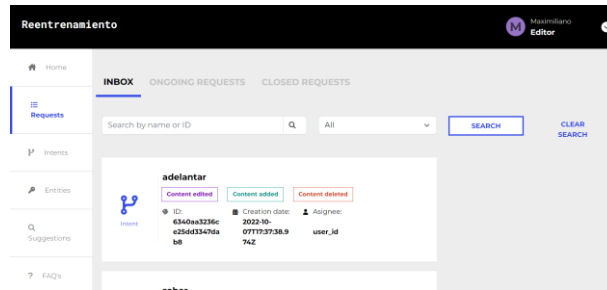 Reentrenamiento
M
Maximiliano
Editor
Home
Requests
Intents
Entities
Suggestions
FAQ's
INBOX ONGOING REQUESTS CLOSED REQUESTS
Search by name or ID
All
SEARCH
CLEAR
SEARCH
adelantar
Content edited Content added Content deleted
Intent
ID:
6340aa3236c
e25dd3347da
b8
Creation date:
2022-10-
07T17:37:38.9
74Z
Asignee:
user_id